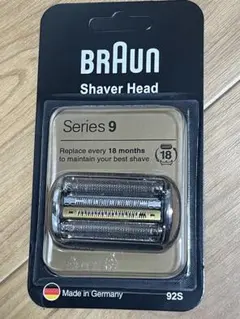 BRAUN
Shaver Head
Series 9
Replace every 18 months
to maintain your best shave
18
Made in Germany
92S